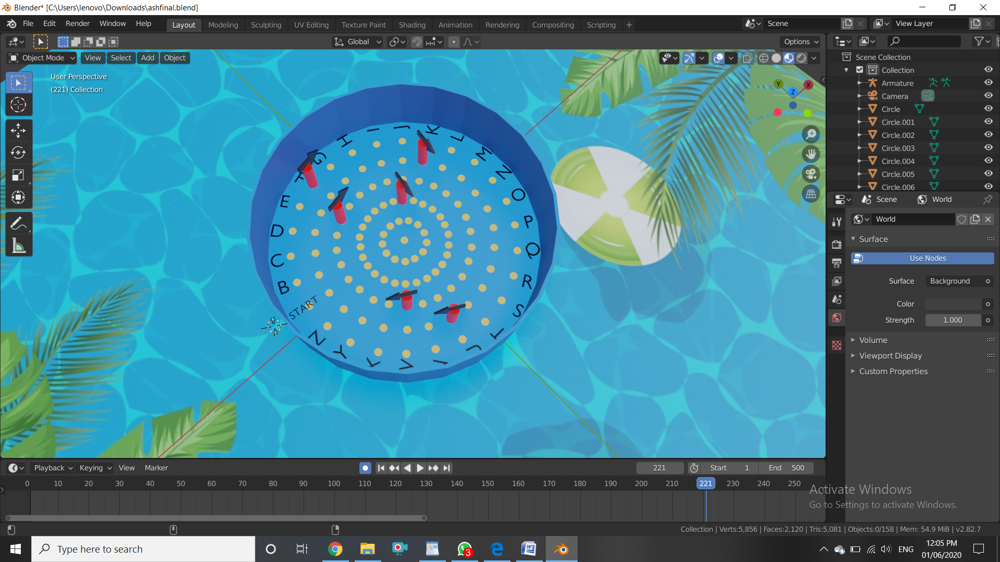 Blender* [C:\Users\lenovo\Downloads\ashfinal.blend]
File Edit Render Window Help
Layout Modeling Sculpting UV Editing Texture Paint Shading Animation Rendering Compositing Scripting +
Scene
View Layer
Global
Options
Object Mode View Select Add Object
User Perspective
(221) Collection
Y X Z
Scene Collection
Collection
Armature
Camera
Circle
Circle.001
Circle.002
Circle.003
Circle.004
Circle.005
Circle.006
Scene World
World
Surface
Use Nodes
Surface Background
Color
Strength 1.000
Volume
Viewport Display
Custom Properties
START
B
C
D
E
F
G
H
I
J
K
L
M
N
O
P
Q
R
S
T
U
V
Y
Z
Playback Keying View Marker
221 Start 1 End 500
0 10 20 30 40 50 60 70 80 90 100 110 120 130 140 150 160 170 180 190 200 210 221 230 240 250
Activate Windows
Go to Settings to activate Windows.
Collection | Verts:5,856 | Faces:2,120 | Tris:5,081 | Objects:0/158 | Mem: 54.9 MiB | v2.82.7
Type here to search
3
ENG
12:05 PM
01/06/2020